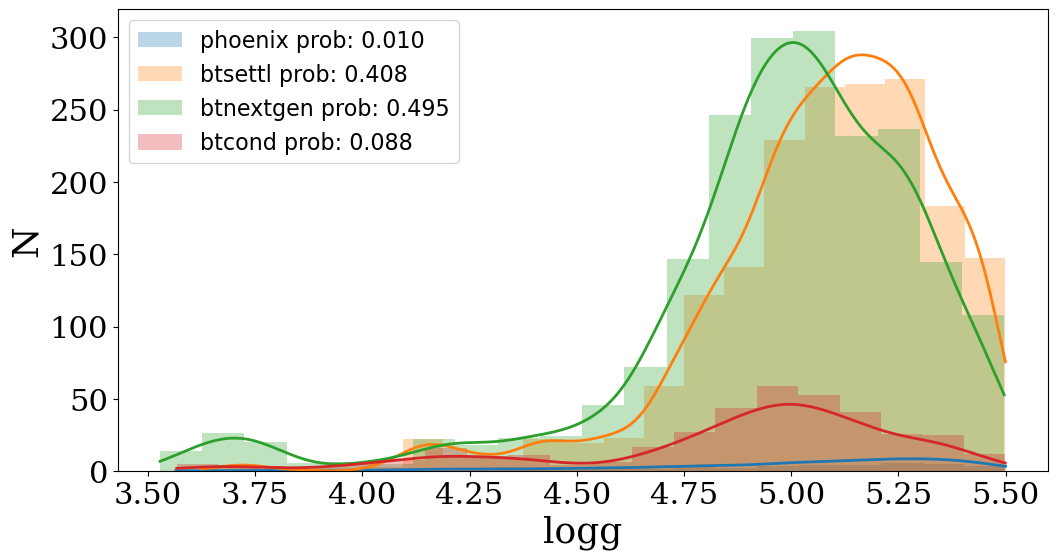 phoenix prob: 0.010
btsettl prob: 0.408
btnextgen prob: 0.495
btcond prob: 0.088
300
250
200
150
100
50
0
N
3.50 3.75 4.00 4.25 4.50 4.75 5.00 5.25 5.50
logg